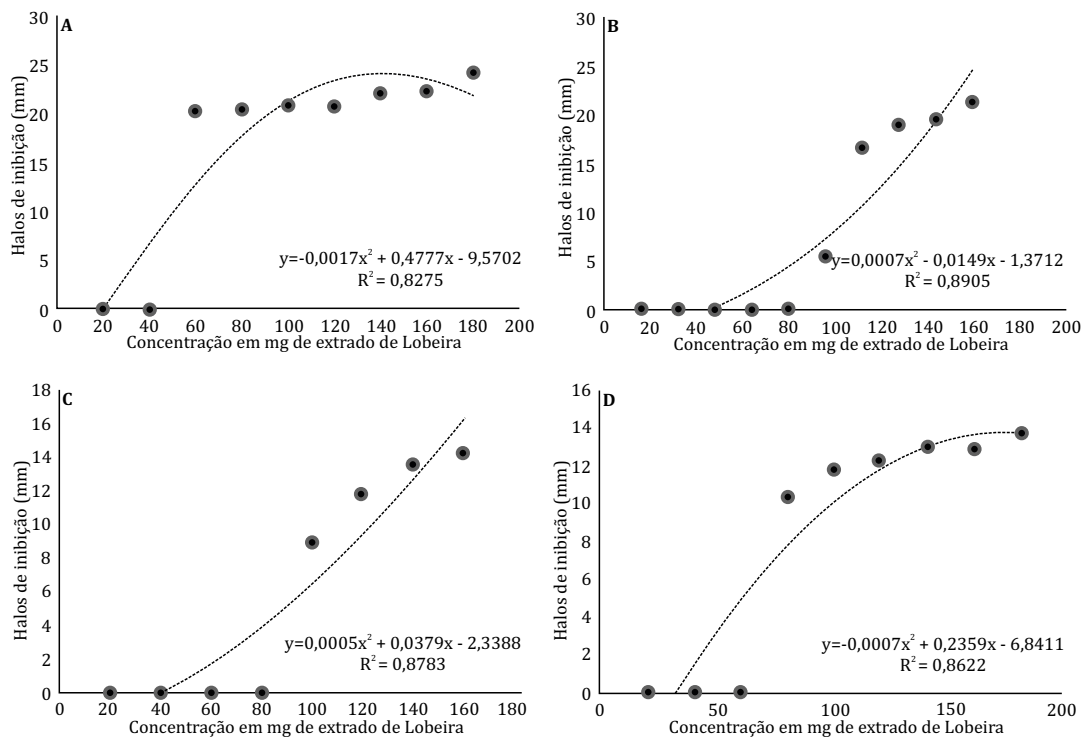 A
Halos de inibição (mm)
30
25
20
15
10
5
0
y=-0,0017x² + 0,4777x - 9,5702
R² = 0,8275
0 20 40 60 80 100 120 140 160 180 200
Concentração em mg de extrado de Lobeira
B
Halos de inibição (mm)
30
25
20
15
10
5
0
y=0,0007x² - 0,0149x - 1,3712
R² = 0,8905
0 20 40 60 80 100 120 140 160 180 200
Concentração em mg de extrado de Lobeira
C
Halos de inibição (mm)
18
16
14
12
10
8
6
4
2
0
y=0,0005x² + 0,0379x - 2,3388
R² = 0,8783
0 20 40 60 80 100 120 140 160 180
Concentração em mg de extrado de Lobeira
D
Halos de inibição (mm)
16
14
12
10
8
6
4
2
0
y=-0,0007x² + 0,2359x - 6,8411
R² = 0,8622
0 50 100 150 200
Concentração em mg de extrado de Lobeira